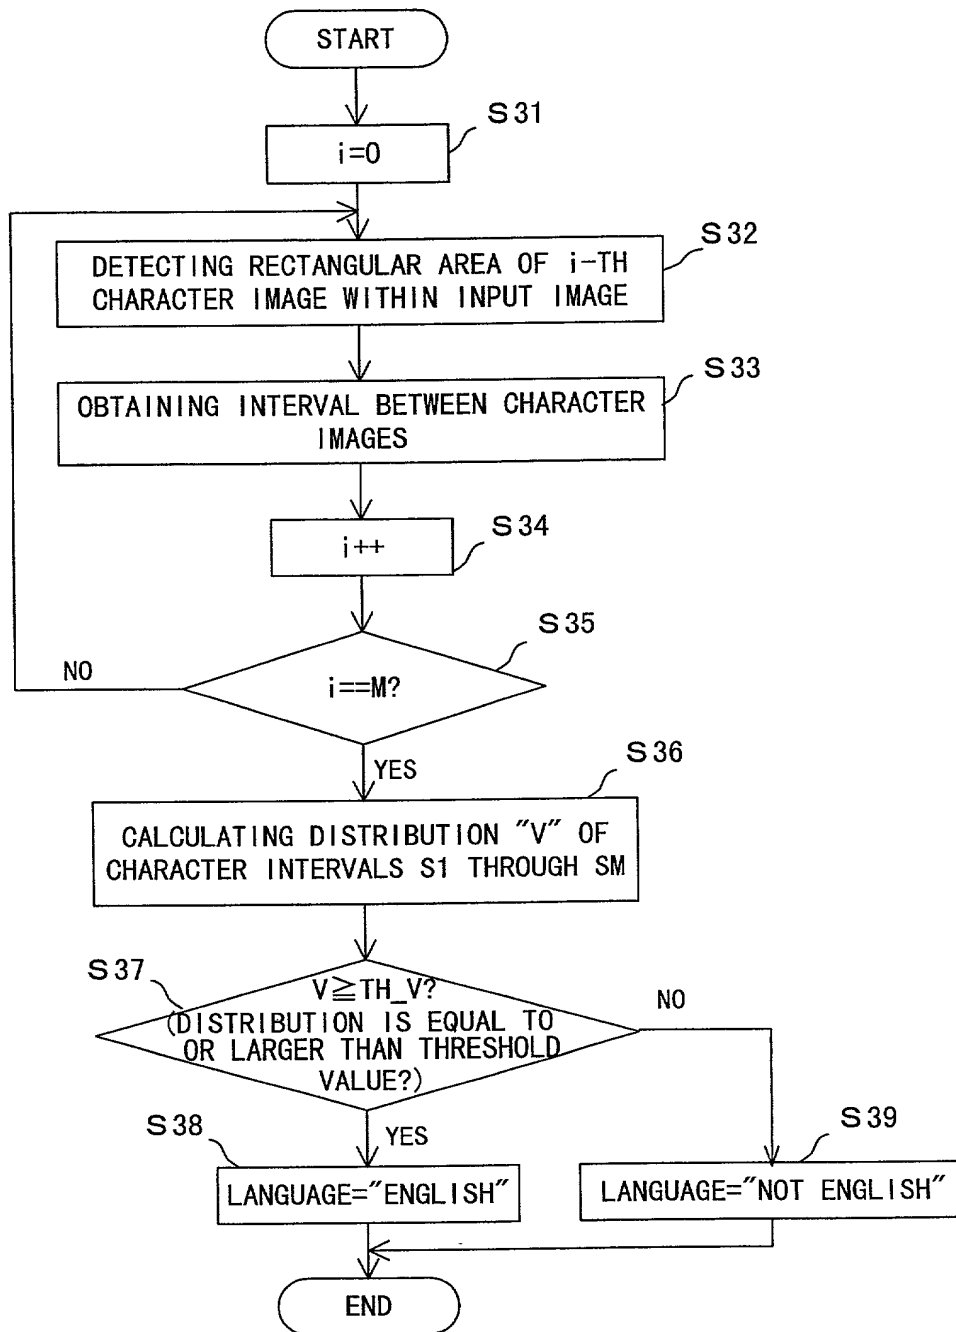 START
S31
i=0
S32
DETECTING RECTANGULAR AREA OF i-TH
CHARACTER IMAGE WITHIN INPUT IMAGE
S33
OBTAINING INTERVAL BETWEEN CHARACTER
IMAGES
S34
i++
S35
NO
i==M?
YES
S36
CALCULATING DISTRIBUTION "V" OF
CHARACTER INTERVALS S1 THROUGH SM
S37
V≧TH_V?
(DISTRIBUTION IS EQUAL TO
OR LARGER THAN THRESHOLD
VALUE?)
NO
YES
S38
LANGUAGE="ENGLISH"
S39
LANGUAGE="NOT ENGLISH"
END